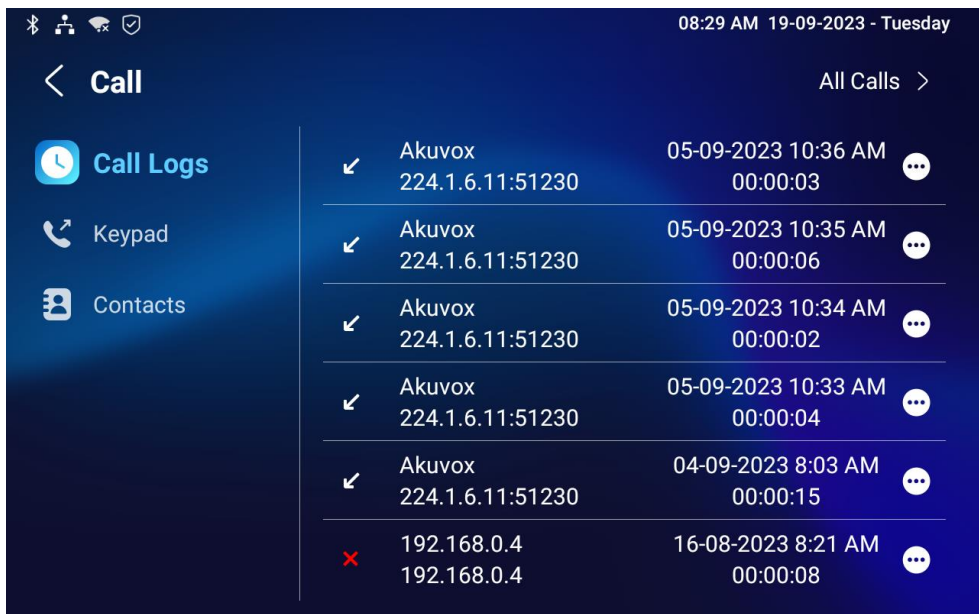 08:29 AM 19-09-2023 - Tuesday
Call
All Calls
Call Logs
Keypad
Contacts
Akuvox
224.1.6.11:51230
05-09-2023 10:36 AM
00:00:03
Akuvox
224.1.6.11:51230
05-09-2023 10:35 AM
00:00:06
Akuvox
224.1.6.11:51230
05-09-2023 10:34 AM
00:00:02
Akuvox
224.1.6.11:51230
05-09-2023 10:33 AM
00:00:04
Akuvox
224.1.6.11:51230
04-09-2023 8:03 AM
00:00:15
192.168.0.4
192.168.0.4
16-08-2023 8:21 AM
00:00:08